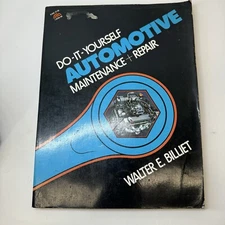 DO-IT-YOURSELF
AUTOMOTIVE
MAINTENANCE + REPAIR
WALTER E. BILLIET